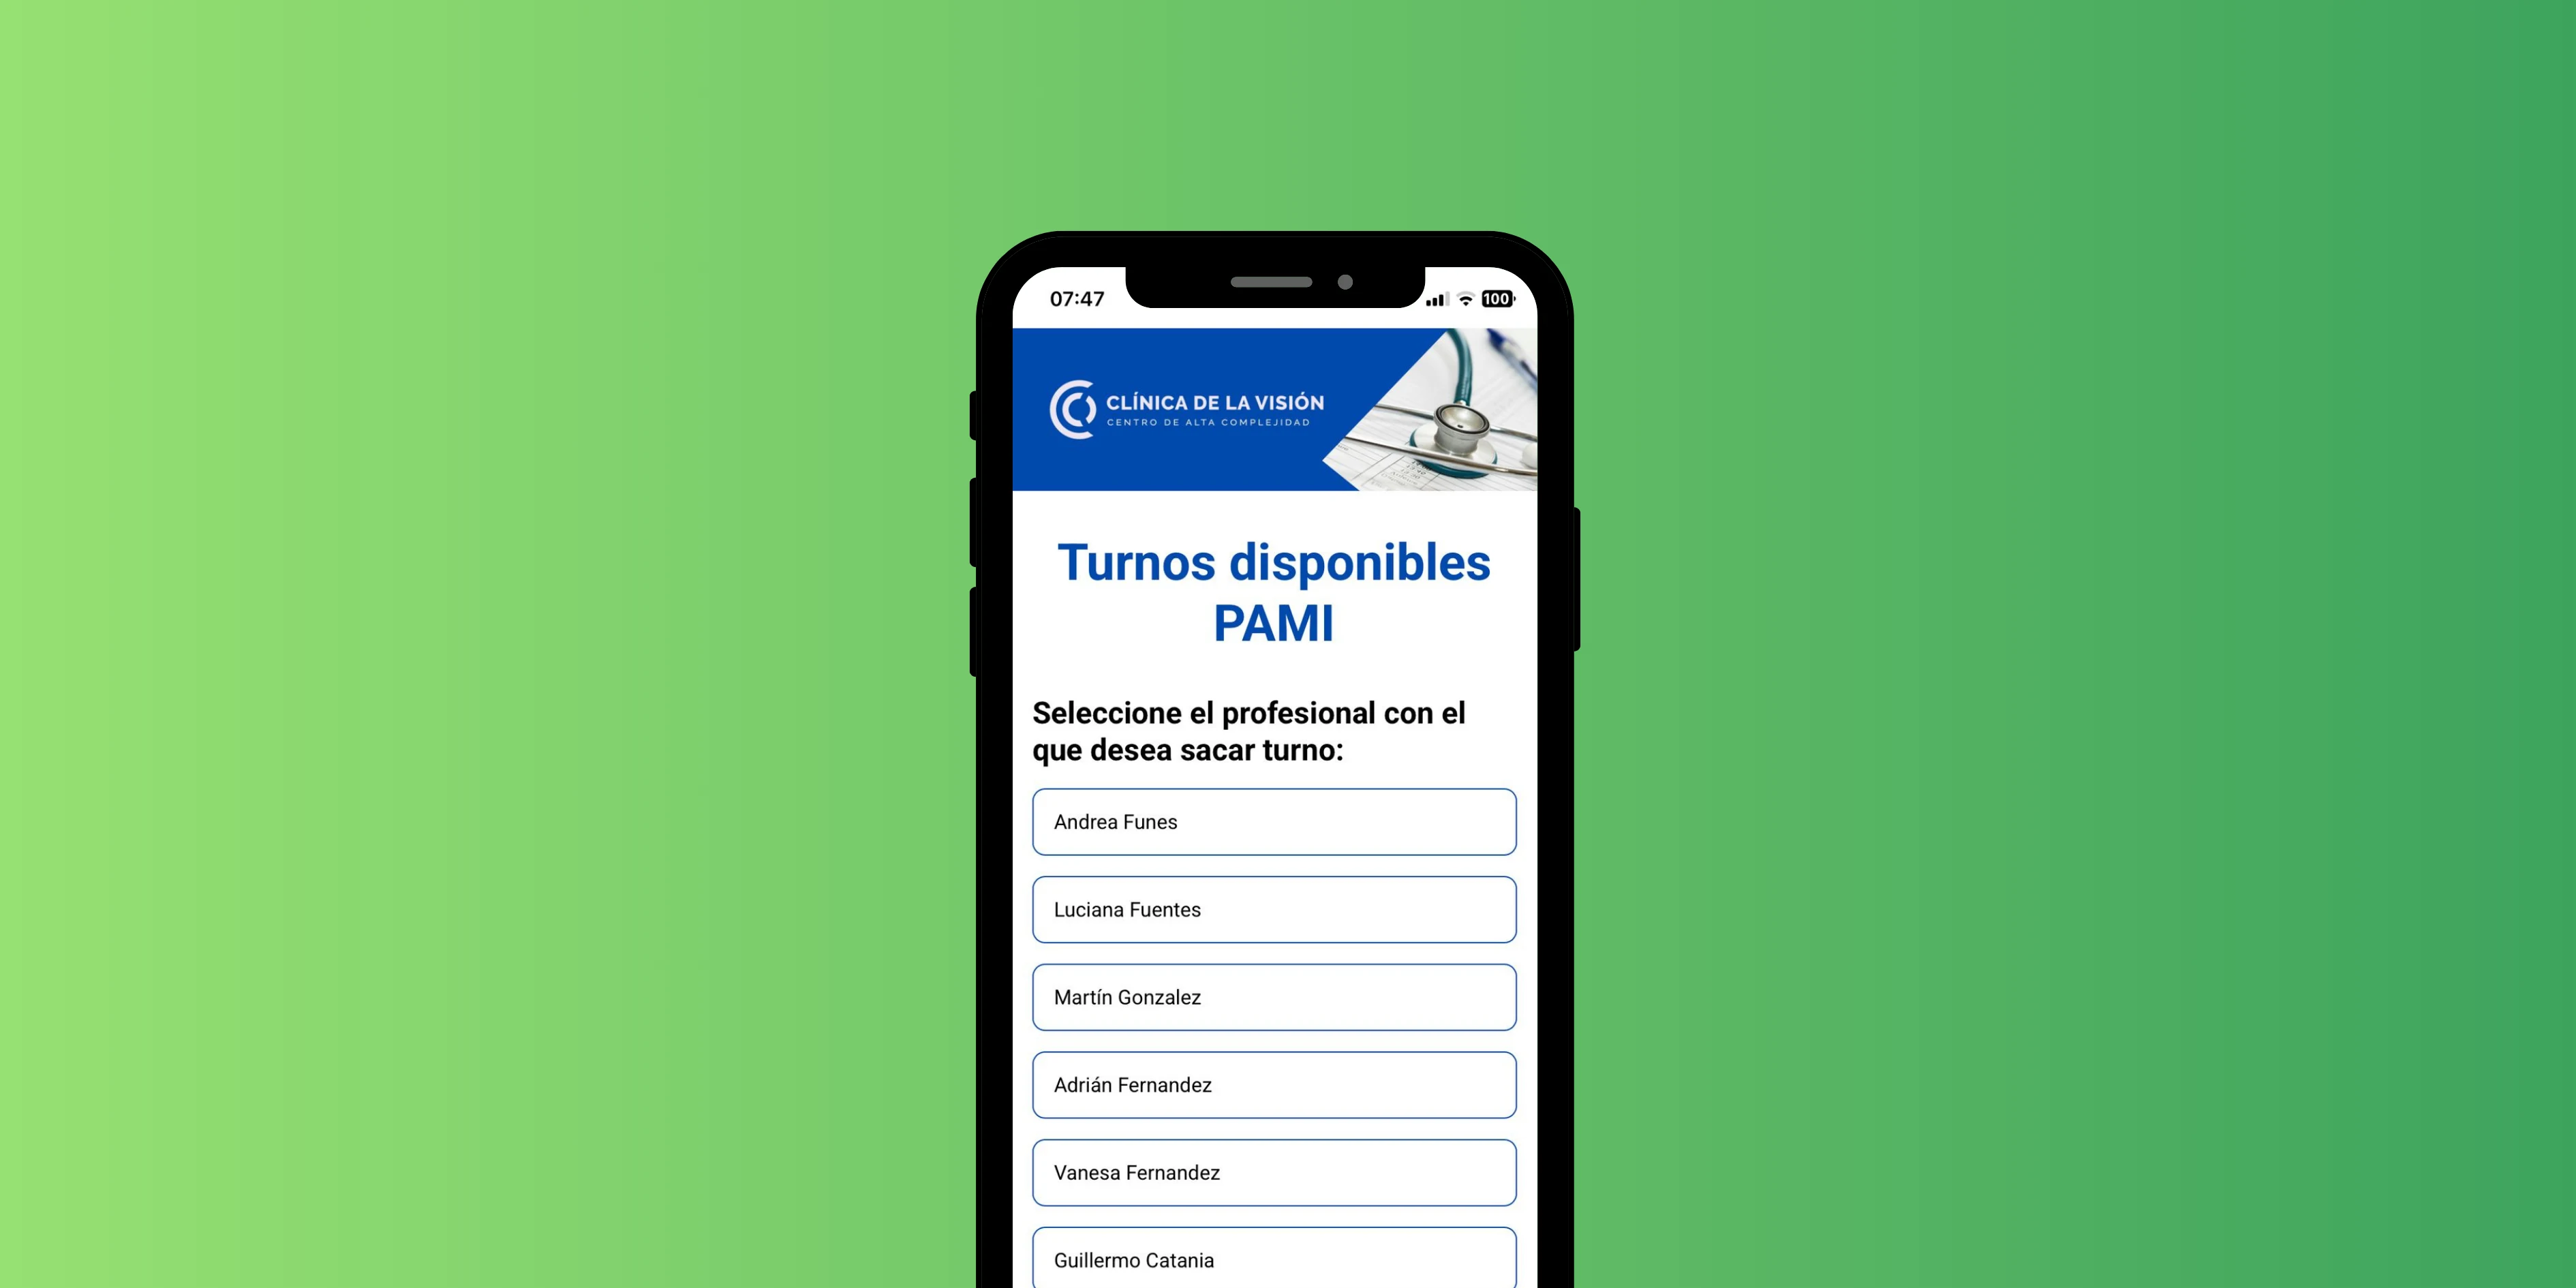 07:47
100
CLÍNICA DE LA VISIÓN
CENTRO DE ALTA COMPLEJIDAD
Turnos disponibles
PAMI
Seleccione el profesional con el
que desea sacar turno:
Andrea Funes
Luciana Fuentes
Martín Gonzalez
Adrián Fernandez
Vanesa Fernandez
Guillermo Catania